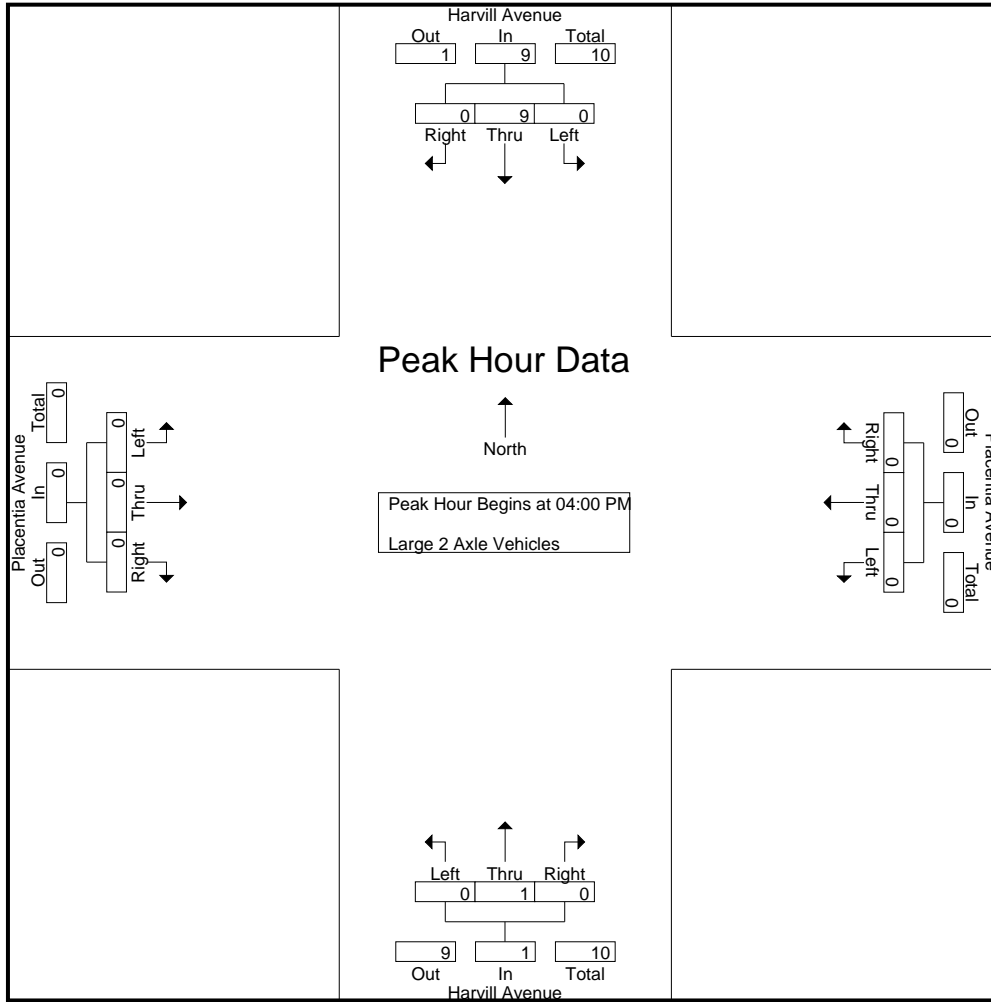 Harvill Avenue
Out In Total
1 9 10
0 9 0
Right Thru Left
Peak Hour Data
North
Peak Hour Begins at 04:00 PM
Large 2 Axle Vehicles
Placentia Avenue
Out In Total
0 0 0
0 0 0
Left Thru Right
Placentia Avenue
Out In Total
0 0 0
0 0 0
Right Thru Left
Left Thru Right
0 1 0
9 1 10
Out In Total
Harvill Avenue